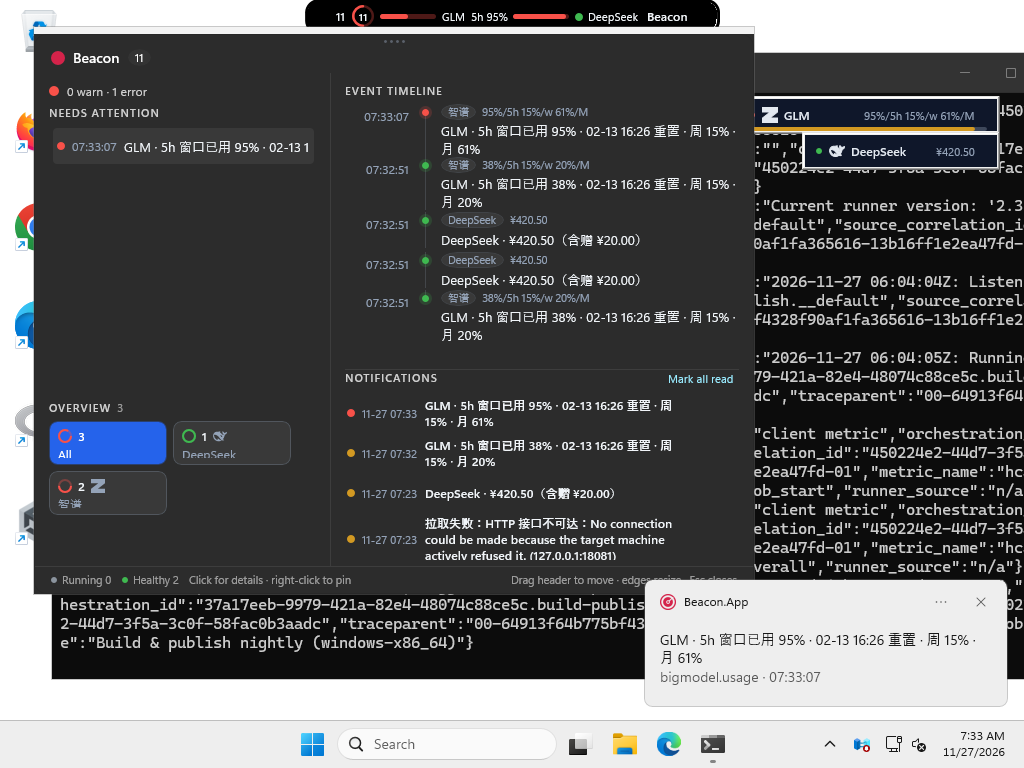 11 11 GLM 5h 95% DeepSeek Beacon
Beacon 11
0 warn · 1 error
NEEDS ATTENTION
07:33:07 GLM · 5h 窗口已用 95% · 02-13 1
EVENT TIMELINE
07:33:07 智谱 95%/5h 15%/w 61%/M
GLM · 5h 窗口已用 95% · 02-13 16:26 重置 · 周 15% ·
月 61%
07:32:51 智谱 38%/5h 15%/w 20%/M
GLM · 5h 窗口已用 38% · 02-13 16:26 重置 · 周 15% ·
月 20%
07:32:51 DeepSeek ¥420.50
DeepSeek · ¥420.50（含赠 ¥20.00）
07:32:51 DeepSeek ¥420.50
DeepSeek · ¥420.50（含赠 ¥20.00）
07:32:51 智谱 38%/5h 15%/w 20%/M
GLM · 5h 窗口已用 38% · 02-13 16:26 重置 · 周 15% ·
月 20%
OVERVIEW 3
3
All
1
DeepSeek
2
智谱
NOTIFICATIONS Mark all read
11-27 07:33 GLM · 5h 窗口已用 95% · 02-13 16:26 重置 · 周
15% · 月 61%
11-27 07:32 GLM · 5h 窗口已用 38% · 02-13 16:26 重置 · 周
15% · 月 20%
11-27 07:23 DeepSeek · ¥420.50（含赠 ¥20.00）
11-27 07:23 拉取失败：HTTP 接口不可达：No connection
could be made because the target machine
actively refused it. (127.0.0.1:18081)
Running 0 Healthy 2 Click for details · right-click to pin Drag header to move · edges resize · Esc closes
GLM 95%/5h 15%/w 61%/M
DeepSeek ¥420.50
:"Current runner version: '2.3
default","source_correlation_i
0af1fa365616-13b16ff1e2ea47fd-
:"2026-11-27 06:04:04Z: Listen
lish.__default","source_correl
f4328f90af1fa365616-13b16ff1e2
:"2026-11-27 06:04:05Z: Runnin
79-421a-82e4-48074c88ce5c.buil
dc","traceparent":"00-64913f64
"client metric","orchestration
elation_id":"450224e2-44d7-3f5
e2ea47fd-01","metric_name":"hc
ob_start","runner_source":"n/a
"client metric","orchestration
elation_id":"450224e2-44d7-3f5
e2ea47fd-01","metric_name":"hc
verall","runner_source":"n/a"}
hestration_id":"37a17eeb-9979-421a-82e4-48074c88ce5c.build-publis
2-44d7-3f5a-3c0f-58fac0b3aadc","traceparent":"00-64913f64b775bf43
e":"Build & publish nightly (windows-x86_64)"}
Beacon.App
GLM · 5h 窗口已用 95% · 02-13 16:26 重置 · 周 15% ·
月 61%
bigmodel.usage · 07:33:07
Search
7:33 AM
11/27/2026